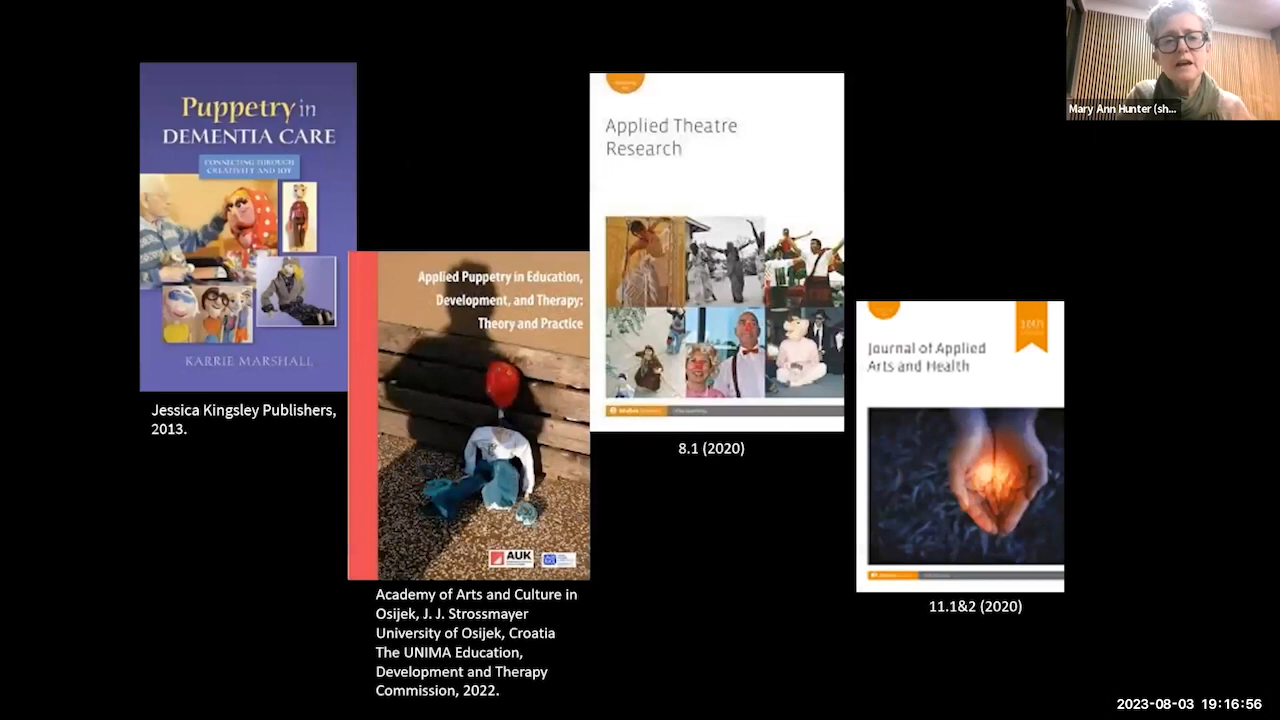 Puppetry in
DEMENTIA CARE
CONNECTING THROUGH
CREATIVITY AND JOY
KARRIE MARSHALL
Jessica Kingsley Publishers,
2013.
Applied Puppetry in Education,
Development, and Therapy:
Theory and Practice
AUK
Academy of Arts and Culture in
Osijek, J. J. Strossmayer
University of Osijek, Croatia
The UNIMA Education,
Development and Therapy
Commission, 2022.
Applied Theatre
Research
8.1 (2020)
Journal of Applied
Arts and Health
11.1&2 (2020)
Mary Ann Hunter (sh...
2023-08-03 19:16:56